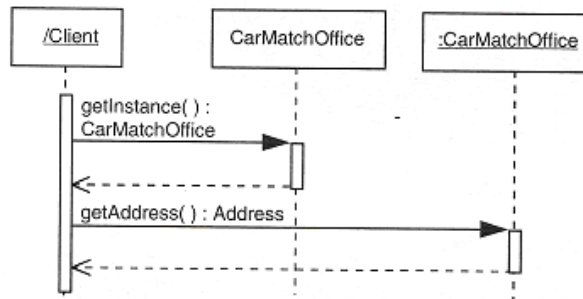 /Client
CarMatchOffice
:CarMatchOffice
getInstance( ) :
CarMatchOffice
getAddress( ) : Address